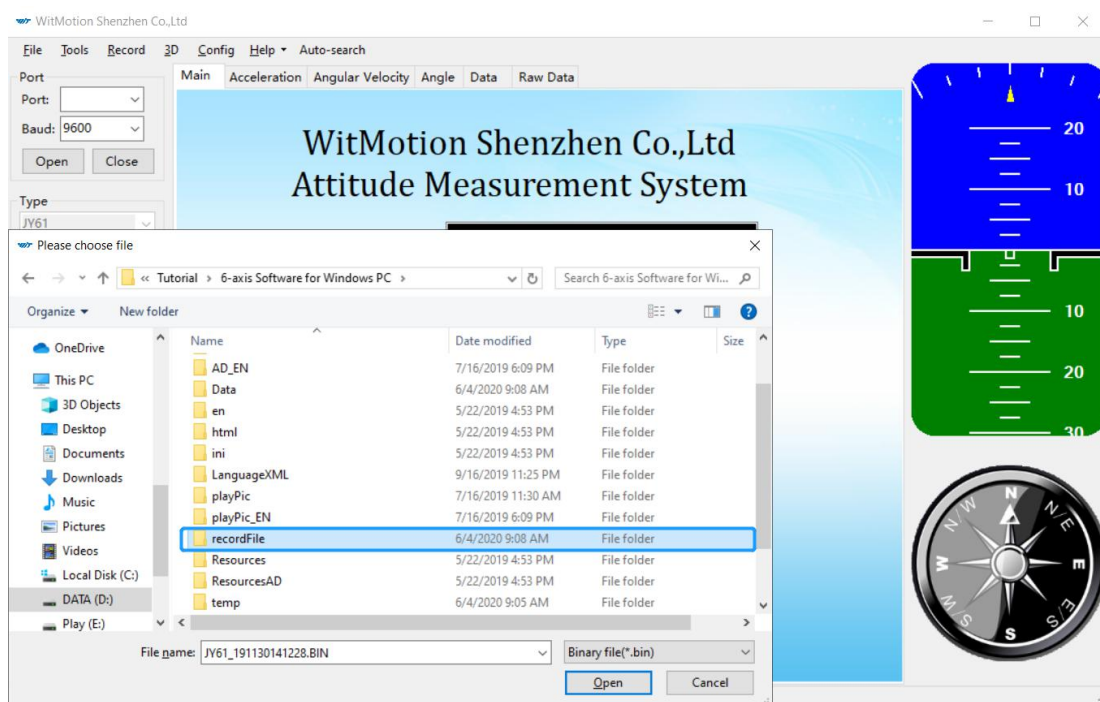 WitMotion Shenzhen Co.,Ltd
File Tools Record 3D Config Help Auto-search
Port
Port:
Baud: 9600
Open Close
Type
JY61
Main Acceleration Angular Velocity Angle Data Raw Data
WitMotion Shenzhen Co.,Ltd
Attitude Measurement System
20
10
10
20
30
N
N/E
E
S/E
S
S/W
W
N/W
Please choose file
« Tutorial › 6-axis Software for Windows PC ›
Search 6-axis Software for Wi...
Organize New folder
Name Date modified Type Size
OneDrive
This PC
3D Objects
Desktop
Documents
Downloads
Music
Pictures
Videos
Local Disk (C:)
DATA (D:)
Play (E:)
AD_EN 7/16/2019 6:09 PM File folder
Data 6/4/2020 9:08 AM File folder
en 5/22/2019 4:53 PM File folder
html 5/22/2019 4:53 PM File folder
ini 5/22/2019 4:53 PM File folder
LanguageXML 9/16/2019 11:25 PM File folder
playPic 7/16/2019 11:30 AM File folder
playPic_EN 7/16/2019 6:09 PM File folder
recordFile 6/4/2020 9:08 AM File folder
Resources 5/22/2019 4:53 PM File folder
ResourcesAD 5/22/2019 4:53 PM File folder
temp 6/4/2020 9:05 AM File folder
File name: JY61_191130141228.BIN Binary file(*.bin)
Open Cancel